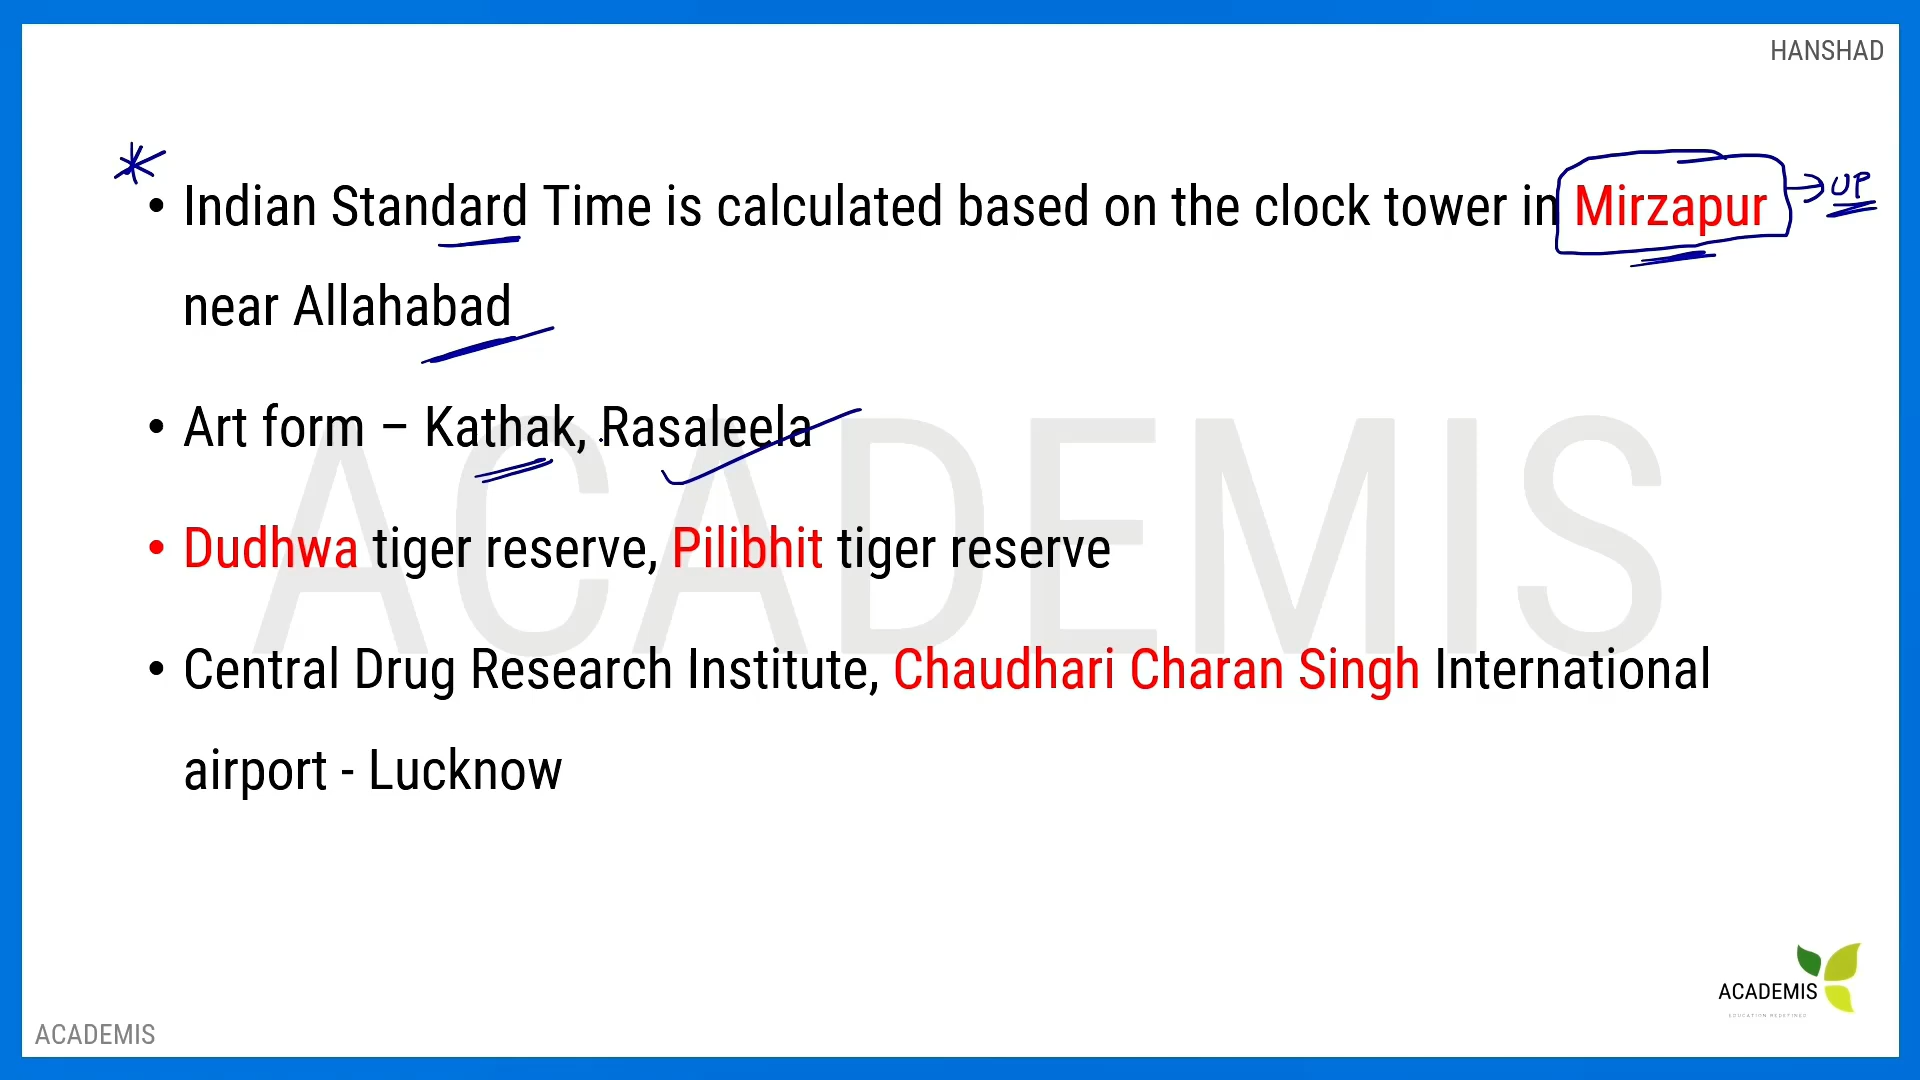 HANSHAD
• Indian Standard Time is calculated based on the clock tower in Mirzapur → UP
near Allahabad
• Art form – Kathak, Rasaleela
• Dudhwa tiger reserve, Pilibhit tiger reserve
• Central Drug Research Institute, Chaudhari Charan Singh International
airport - Lucknow
ACADEMIS
ACADEMIS
EDUCATION REDEFINED
ACADEMIS